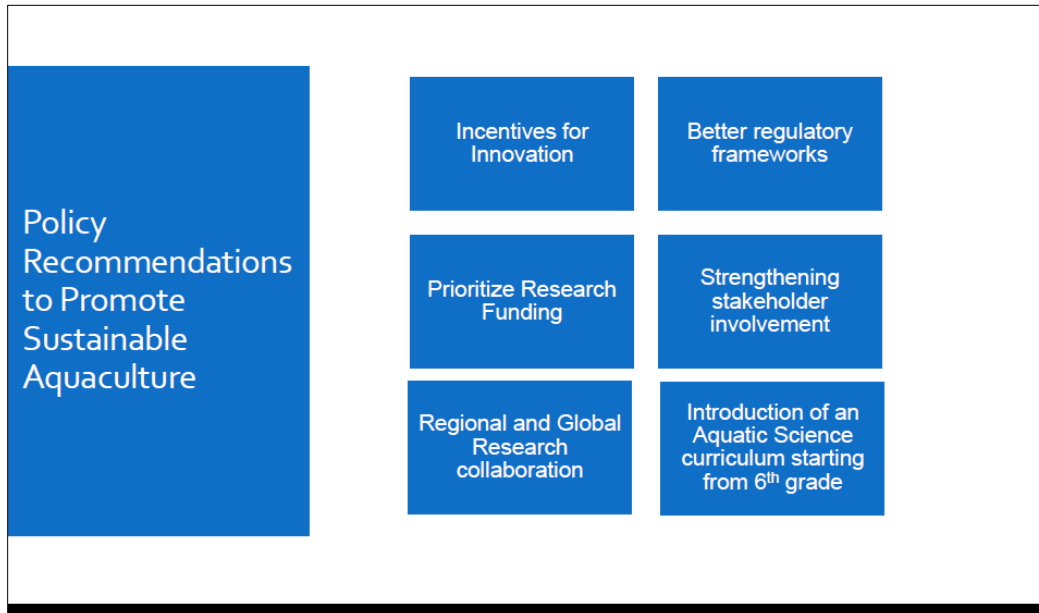 Policy
Recommendations
to Promote
Sustainable
Aquaculture
Incentives for
Innovation
Better regulatory
frameworks
Prioritize Research
Funding
Strengthening
stakeholder
involvement
Regional and Global
Research
collaboration
Introduction of an
Aquatic Science
curriculum starting
from 6th grade